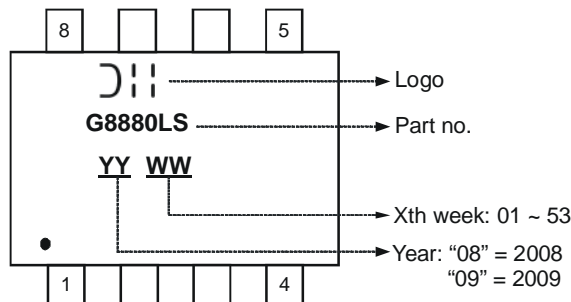 8 5
Logo
G8880LS Part no.
YY WW
Xth week: 01 ~ 53
Year: “08” = 2008
“09” = 2009
1 4